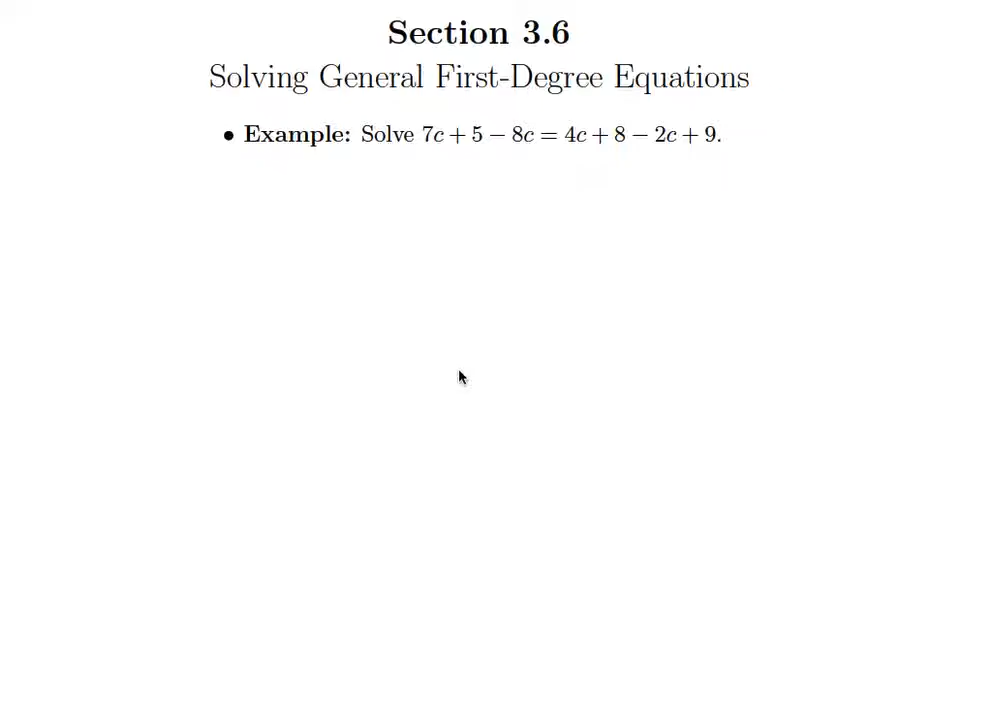 Section 3.6
Solving General First-Degree Equations
• Example: Solve 7c + 5 − 8c = 4c + 8 − 2c + 9.